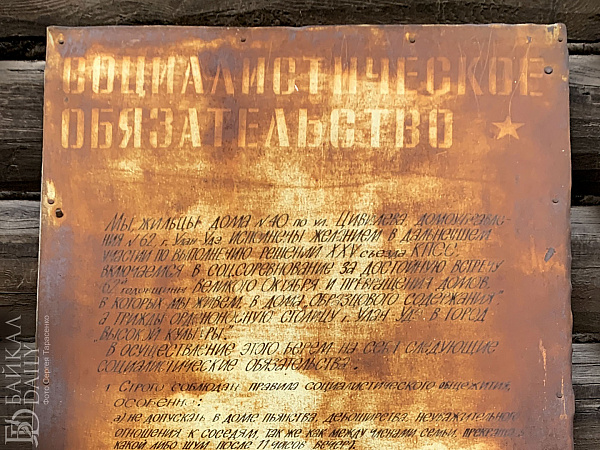 СОЦИАЛИСТИЧЕСКОЕ
ОБЯЗАТЕЛЬСТВО
Мы, жильцы дома №40 по ул. Цивилева домоуправле-
ния №62 г. Улан-Удэ исполнены желанием в дальнейшем
участии по выполнению решений XXV съезда КПСС,
включаемся в соц.соревнование за достойную встречу
годовщины Великого Октября и превращения домов,
в которых мы живем, в дома „образцового содержания"
а трижды орденоносную столицу г. Улан-Удэ в город
„высокой культуры."
В осуществление этого берем на себя следующие
социалистические обязательства:
1 Строго соблюдать правила социалистического общежития,
особенно:
а) не допускать в доме пьянства, дебоширства, неуважительного
отношения к соседям, так же как между членами семьи,
какой либо шум после 11 часов вечера.
БАЙКАЛ
DAILY
Фото Сергея Тарасенко